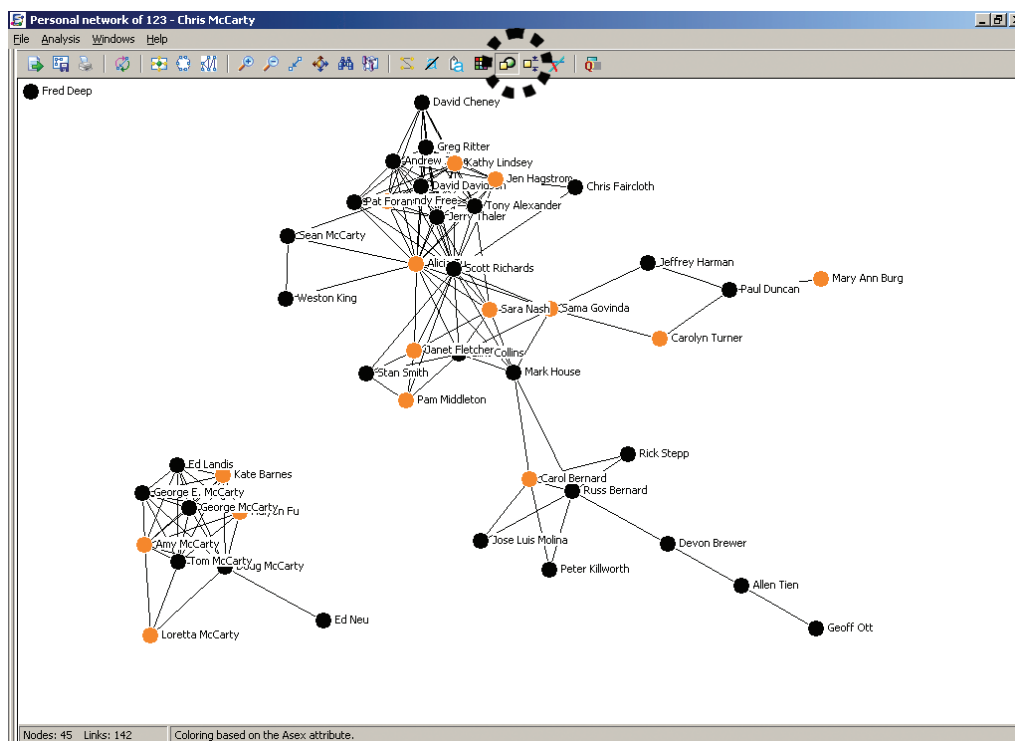 Personal network of 123 - Chris McCarty
File Analysis Windows Help
Fred Deep
David Cheney
Greg Ritter
Andrew
Kathy Lindsey
Jen Hagstrom
David
Chris Faircloth
Pat Foran
Free
Tony Alexander
Jerry Thaler
Sean McCarty
Alicia
Scott Richards
Jeffrey Harman
Mary Ann Burg
Paul Duncan
Weston King
Sara Nash
Sama Govinda
Carolyn Turner
Janet Fletcher
Collins
Stan Smith
Mark House
Pam Middleton
Rick Stepp
Ed Landis
Kate Barnes
Carol Bernard
George E. McCarty
Russ Bernard
George McCarty
Fu
Amy McCarty
Jose Luis Molina
Devon Brewer
Tom McCarty
Doug McCarty
Peter Killworth
Allen Tien
Ed Neu
Geoff Ott
Loretta McCarty
Nodes: 45 Links: 142
Coloring based on the Asex attribute.